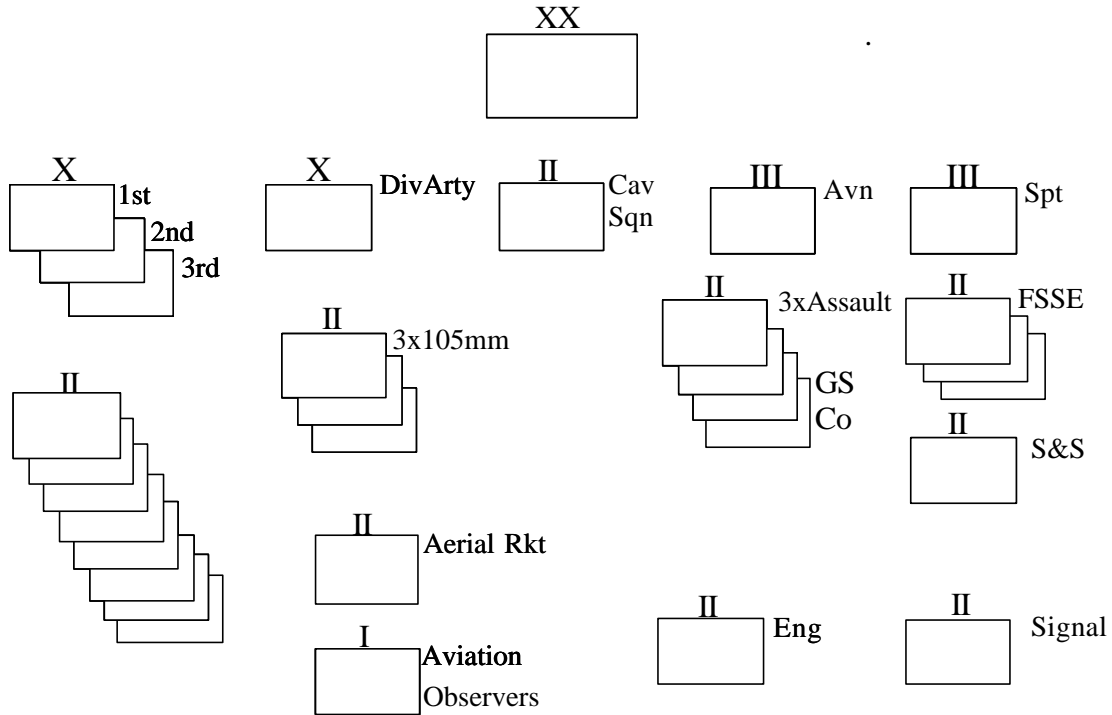 XX
.
X
1st
2nd
3rd
X
DivArty
II
Cav
Sqn
III
Avn
III
Spt
II
3xAssault
GS
Co
II
FSSE
II
3x105mm
II
II
S&S
II
Aerial Rkt
II
Eng
II
Signal
I
Aviation
Observers